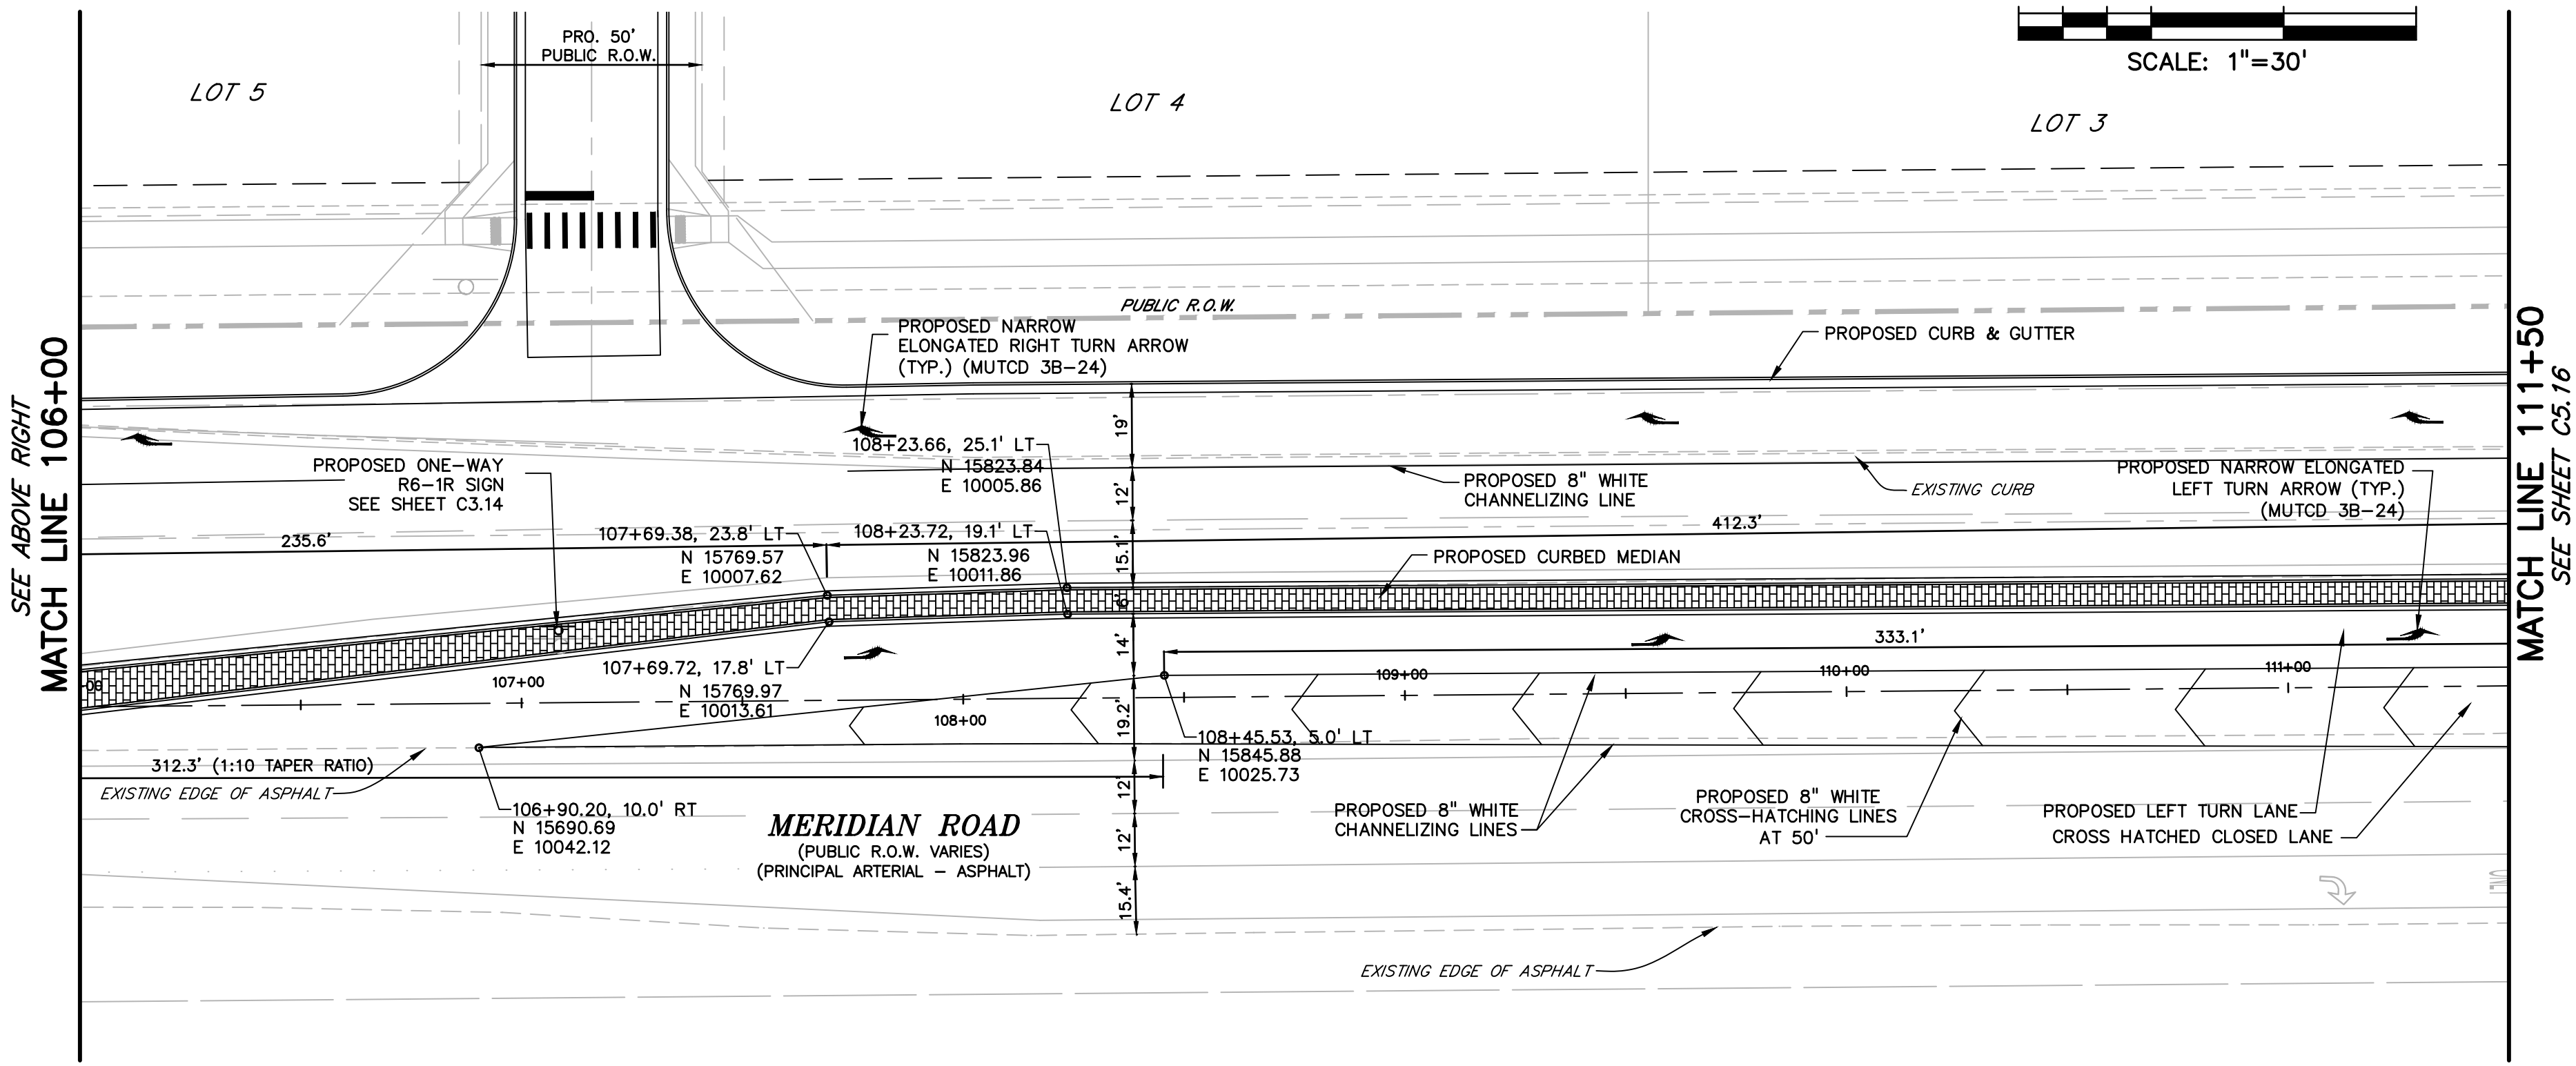 PRO. 50'
PUBLIC R.O.W.
SCALE: 1"=30'
LOT 5
LOT 4
LOT 3
PUBLIC R.O.W.
PROPOSED NARROW
ELONGATED RIGHT TURN ARROW
(TYP.) (MUTCD 3B-24)
PROPOSED CURB & GUTTER
SEE ABOVE RIGHT
MATCH LINE 106+00
MATCH LINE 111+50
SEE SHEET C5.16
19'
108+23.66, 25.1' LT
N 15823.84
E 10005.86
PROPOSED ONE-WAY
R6-1R SIGN
SEE SHEET C3.14
12'
PROPOSED 8" WHITE
CHANNELIZING LINE
EXISTING CURB
PROPOSED NARROW ELONGATED
LEFT TURN ARROW (TYP.)
(MUTCD 3B-24)
235.6'
107+69.38, 23.8' LT
N 15769.57
E 10007.62
108+23.72, 19.1' LT
N 15823.96
E 10011.86
15.1'
412.3'
PROPOSED CURBED MEDIAN
6'
14'
333.1'
107+69.72, 17.8' LT
N 15769.97
E 10013.61
00
107+00
108+00
109+00
110+00
111+00
19.2'
108+45.53, 5.0' LT
N 15845.88
E 10025.73
312.3' (1:10 TAPER RATIO)
EXISTING EDGE OF ASPHALT
106+90.20, 10.0' RT
N 15690.69
E 10042.12
MERIDIAN ROAD
(PUBLIC R.O.W. VARIES)
(PRINCIPAL ARTERIAL - ASPHALT)
12'
12'
15.4'
PROPOSED 8" WHITE
CHANNELIZING LINES
PROPOSED 8" WHITE
CROSS-HATCHING LINES
AT 50'
PROPOSED LEFT TURN LANE
CROSS HATCHED CLOSED LANE
EXISTING EDGE OF ASPHALT